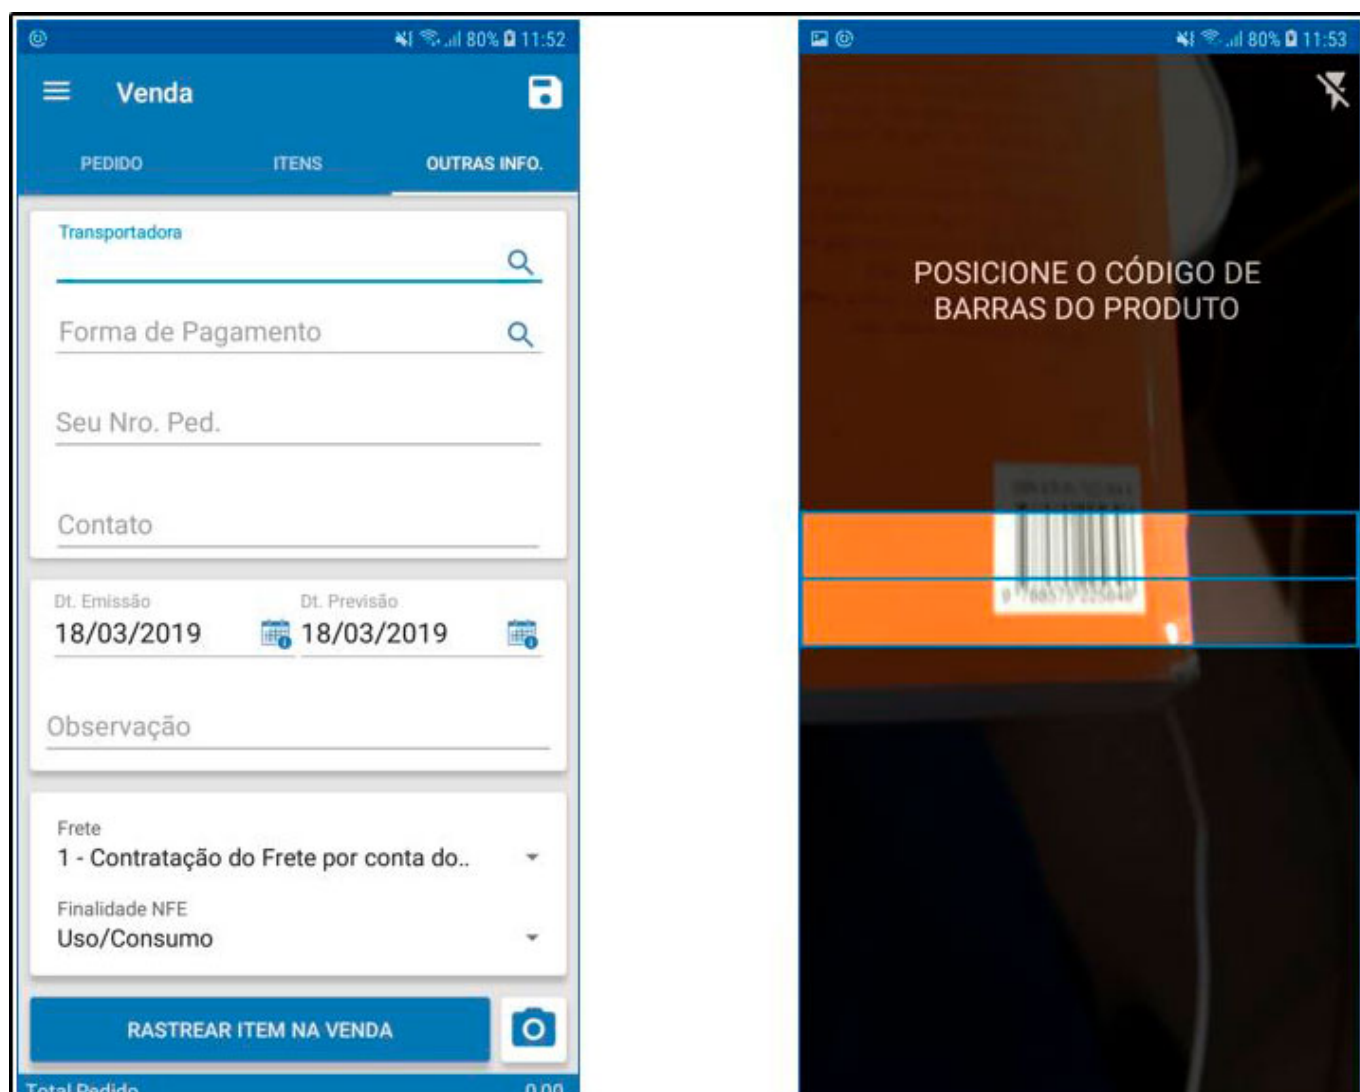 80% 11:52
Venda
PEDIDO ITENS OUTRAS INFO.
Transportadora
Forma de Pagamento
Seu Nro. Ped.
Contato
Dt. Emissão Dt. Previsão
18/03/2019 18/03/2019
Observação
Frete
1 - Contratação do Frete por conta do..
Finalidade NFE
Uso/Consumo
RASTREAR ITEM NA VENDA
Total Pedido 0,00
80% 11:53
POSICIONE O CÓDIGO DE
BARRAS DO PRODUTO